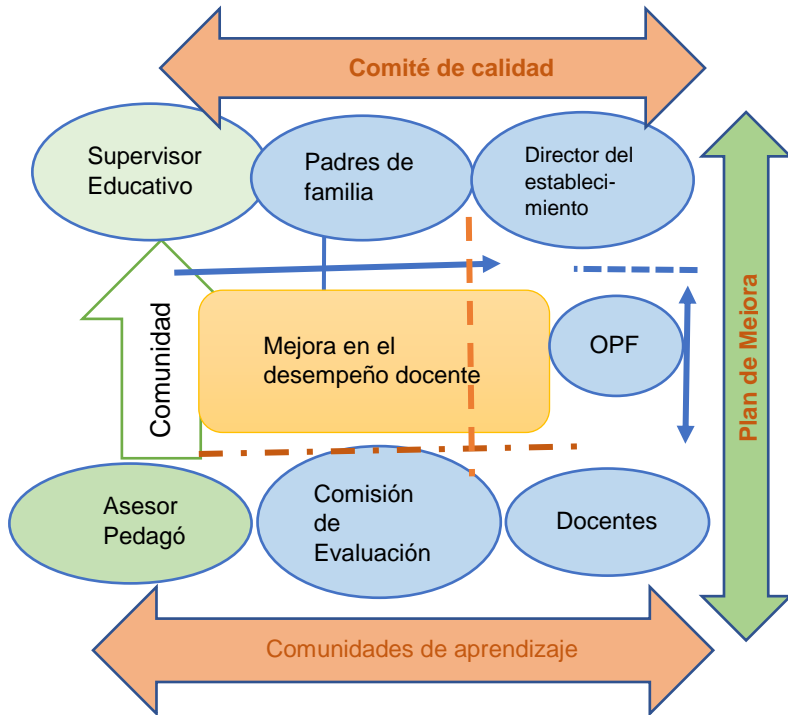 Comité de calidad
Supervisor
Educativo
Padres de
familia
Director del
estableci-
miento
Comunidad
Mejora en el
desempeño docente
OPF
Plan de Meiora
Asesor
Pedagó
Comisión
de
Evaluación
Docentes
Comunidades de aprendizaje